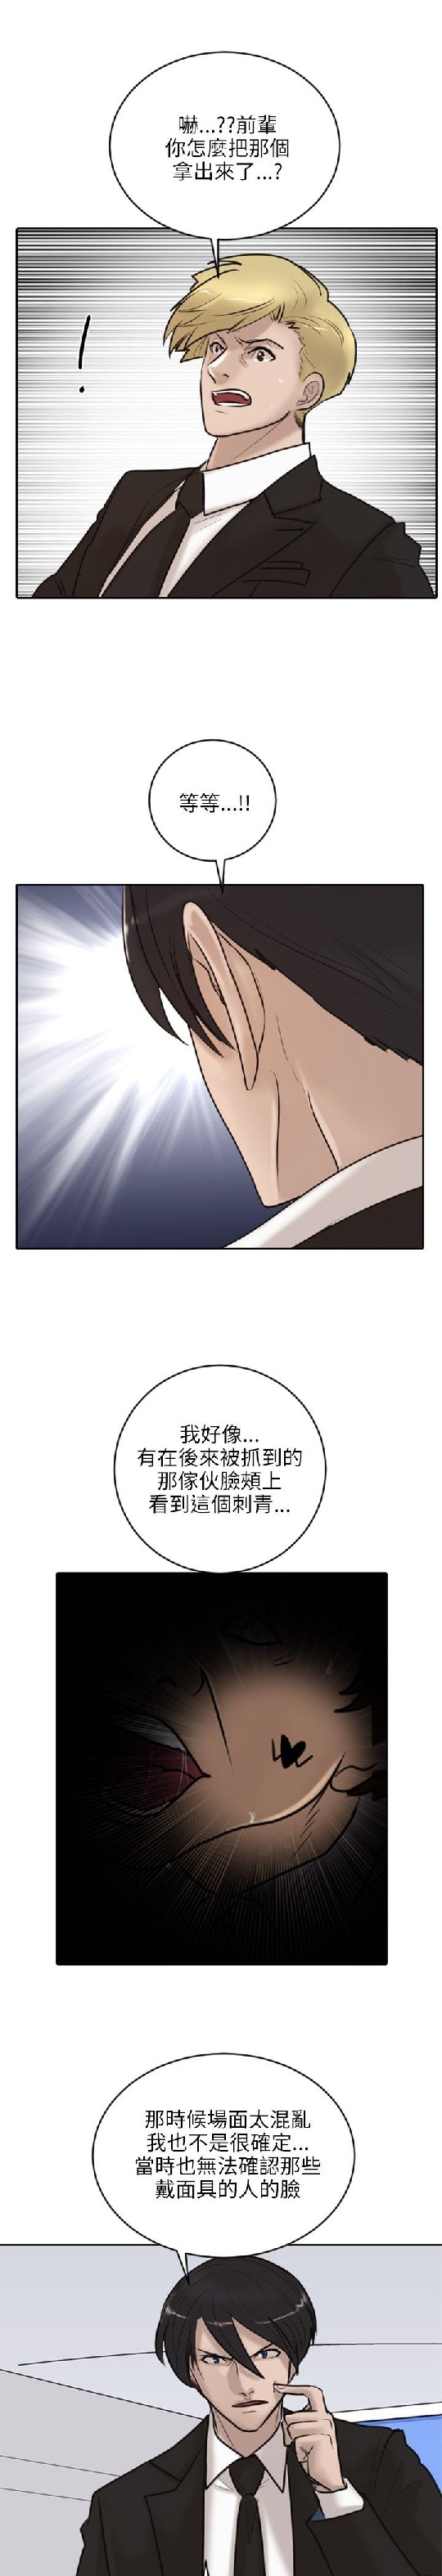 嚇...??前輩
你怎麼把那個
拿出來了...?
等等...!!
我好像...
有在後來被抓到的
那傢伙臉頰上
看到這個刺青...
那時候場面太混亂
我也不是很確定...
當時也無法確認那些
戴面具的人的臉